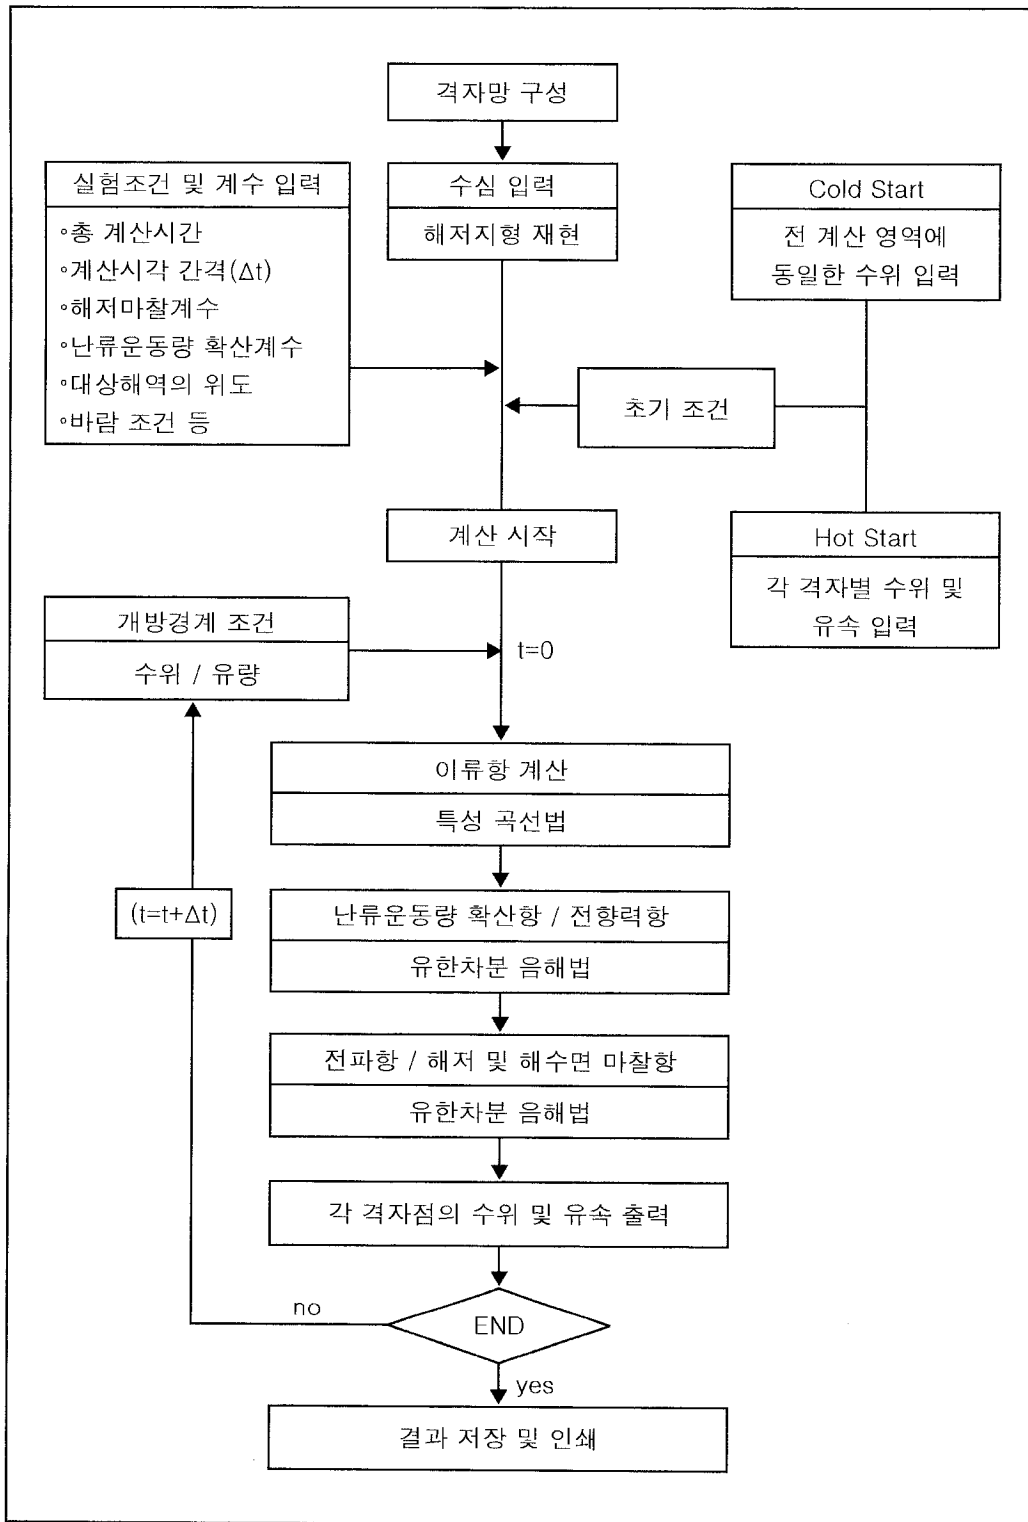 격자망 구성
실험조건 및 계수 입력
◦총 계산시간
◦계산시각 간격(Δt)
◦해저마찰계수
◦난류운동량 확산계수
◦대상해역의 위도
◦바람 조건 등
수심 입력
해저지형 재현
Cold Start
전 계산 영역에
동일한 수위 입력
초기 조건
계산 시작
Hot Start
각 격자별 수위 및
유속 입력
개방경계 조건
수위 / 유량
t=0
이류항 계산
특성 곡선법
(t=t+Δt)
난류운동량 확산항 / 전향력항
유한차분 음해법
전파항 / 해저 및 해수면 마찰항
유한차분 음해법
각 격자점의 수위 및 유속 출력
no
END
yes
결과 저장 및 인쇄